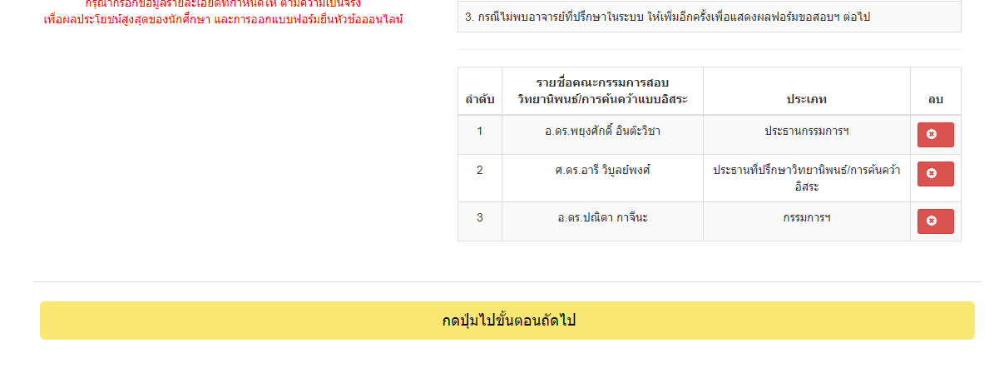 กรุณากรอกข้อมูลรายละเอียดที่กำหนดให้ ตามความเป็นจริง
เพื่อผลประโยชน์สูงสุดของนักศึกษา และการออกแบบฟอร์มยื่นหัวข้อออนไลน์
3. กรณีไม่พบอาจารย์ที่ปรึกษาในระบบ ให้เพิ่มอีกครั้งเพื่อแสดงผลฟอร์มขอสอบฯ ต่อไป
ลำดับ รายชื่อคณะกรรมการสอบ
วิทยานิพนธ์/การค้นคว้าแบบอิสระ ประเภท ลบ
1 อ.ดร.พยุงศักดิ์ อินต๊ะวิชา ประธานกรรมการฯ
2 ศ.ดร.อารี วิบูลย์พงศ์ ประธานที่ปรึกษาวิทยานิพนธ์/การค้นคว้า
อิสระ
3 อ.ดร.ปณิดา กาจีนะ กรรมการฯ
กดปุ่มไปขั้นตอนถัดไป